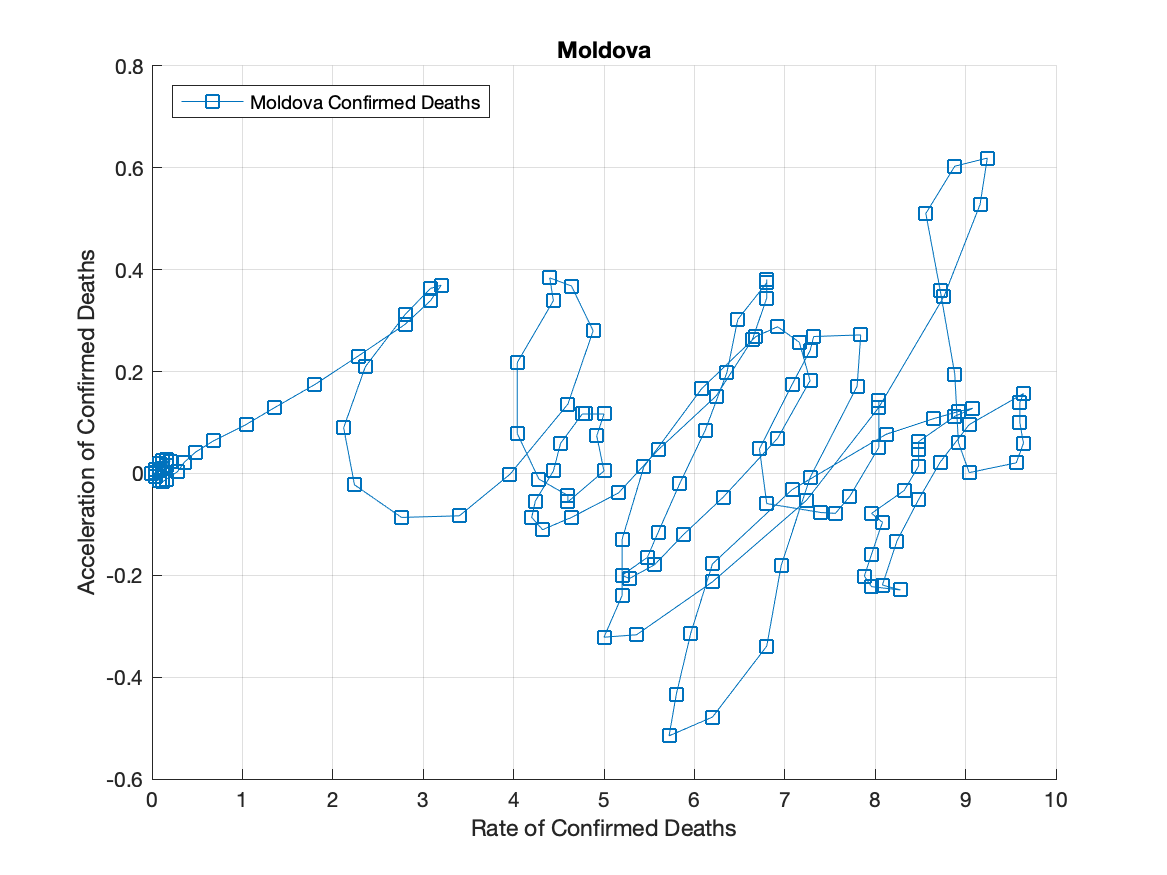 Moldova
Moldova Confirmed Deaths
0.8
0.6
0.4
0.2
0
-0.2
-0.4
-0.6
Acceleration of Confirmed Deaths
0 1 2 3 4 5 6 7 8 9 10
Rate of Confirmed Deaths